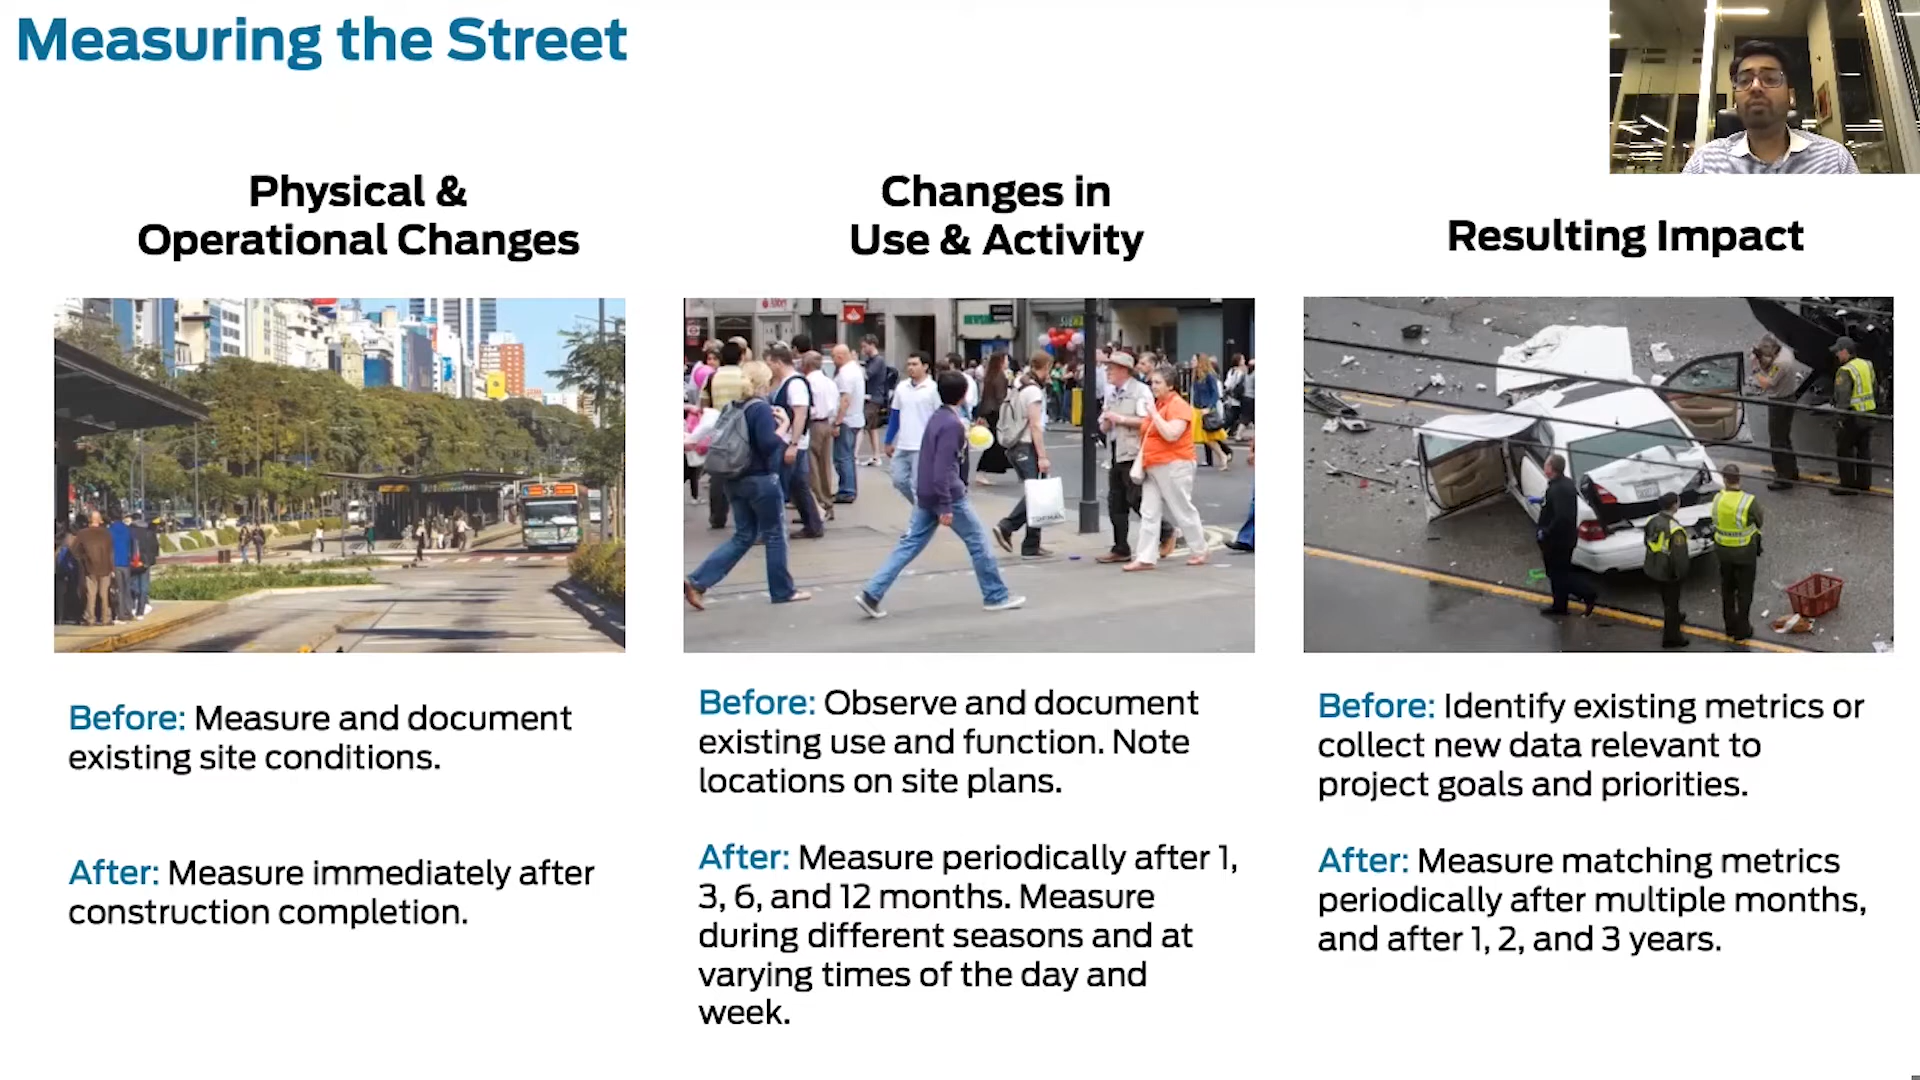 Measuring the Street
Physical &
Operational Changes
Before: Measure and document
existing site conditions.
After: Measure immediately after
construction completion.
Changes in
Use & Activity
Before: Observe and document
existing use and function. Note
locations on site plans.
After: Measure periodically after 1,
3, 6, and 12 months. Measure
during different seasons and at
varying times of the day and
week.
Resulting Impact
Before: Identify existing metrics or
collect new data relevant to
project goals and priorities.
After: Measure matching metrics
periodically after multiple months,
and after 1, 2, and 3 years.